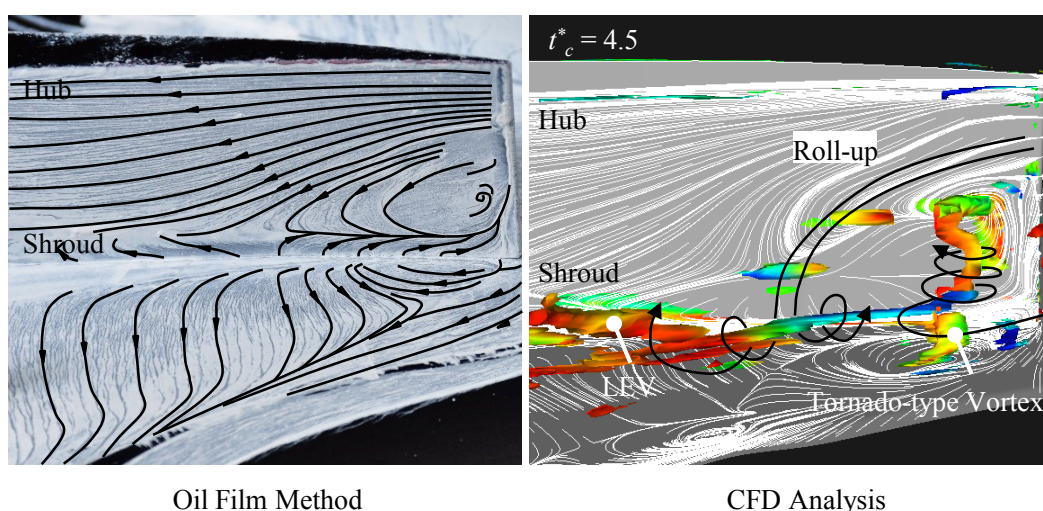 Hub
Shroud
t*c = 4.5
Hub
Roll-up
Shroud
LEV
Tornado-type Vortex
Oil Film Method
CFD Analysis